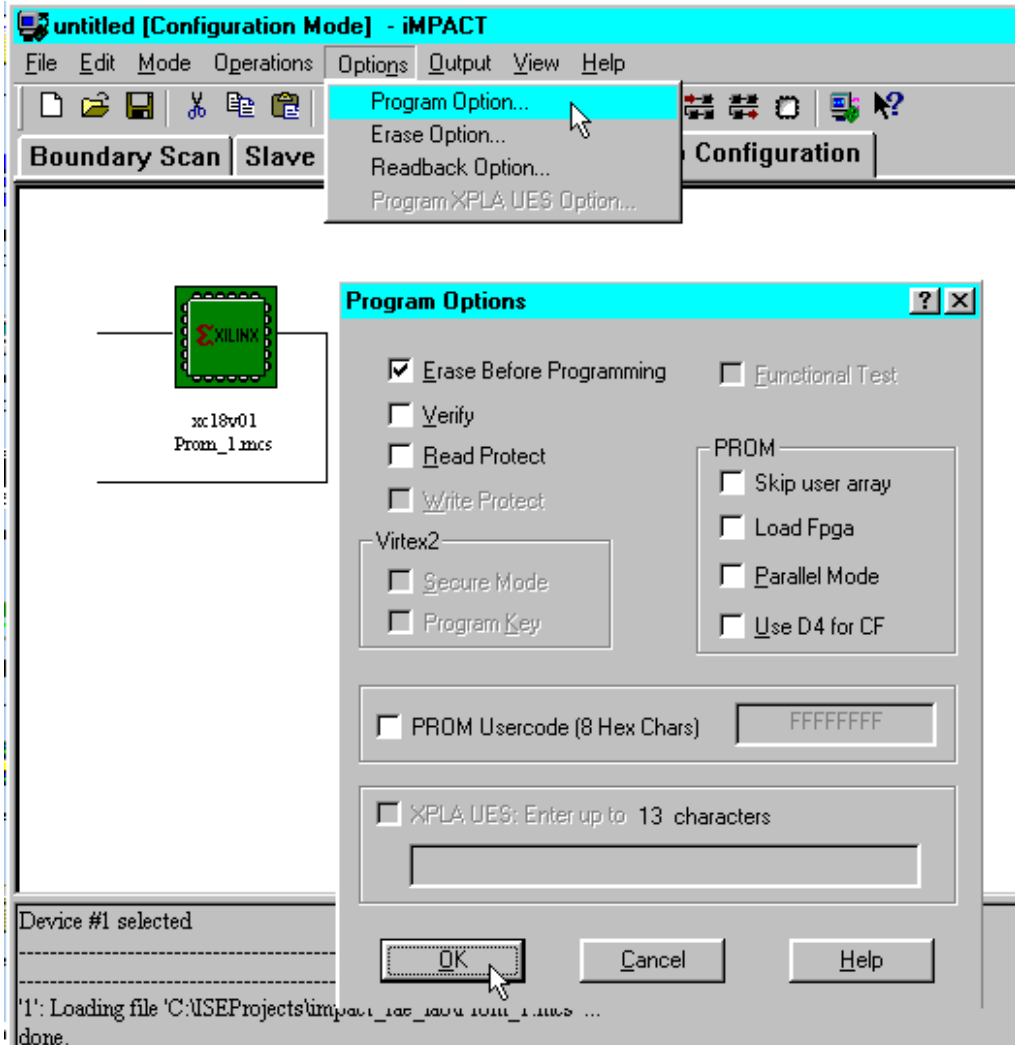 untitled [Configuration Mode] - iMPACT
File Edit Mode Operations Options Output View Help
Program Option...
Erase Option...
Readback Option...
Program XPLA UES Option...
Boundary Scan Slave Configuration
XILINX
xc18v01
Prom_1.mcs
Program Options
Erase Before Programming
Functional Test
Verify
Read Protect
Write Protect
PROM
Skip user array
Load Fpga
Parallel Mode
Use D4 for CF
Virtex2
Secure Mode
Program Key
PROM Usercode (8 Hex Chars) FFFFFFFF
XPLA UES: Enter up to 13 characters
OK Cancel Help
Device #1 selected
'1': Loading file 'C:\ISEProjects\impact_fae_lab\Prom_1.mcs' ...
done.